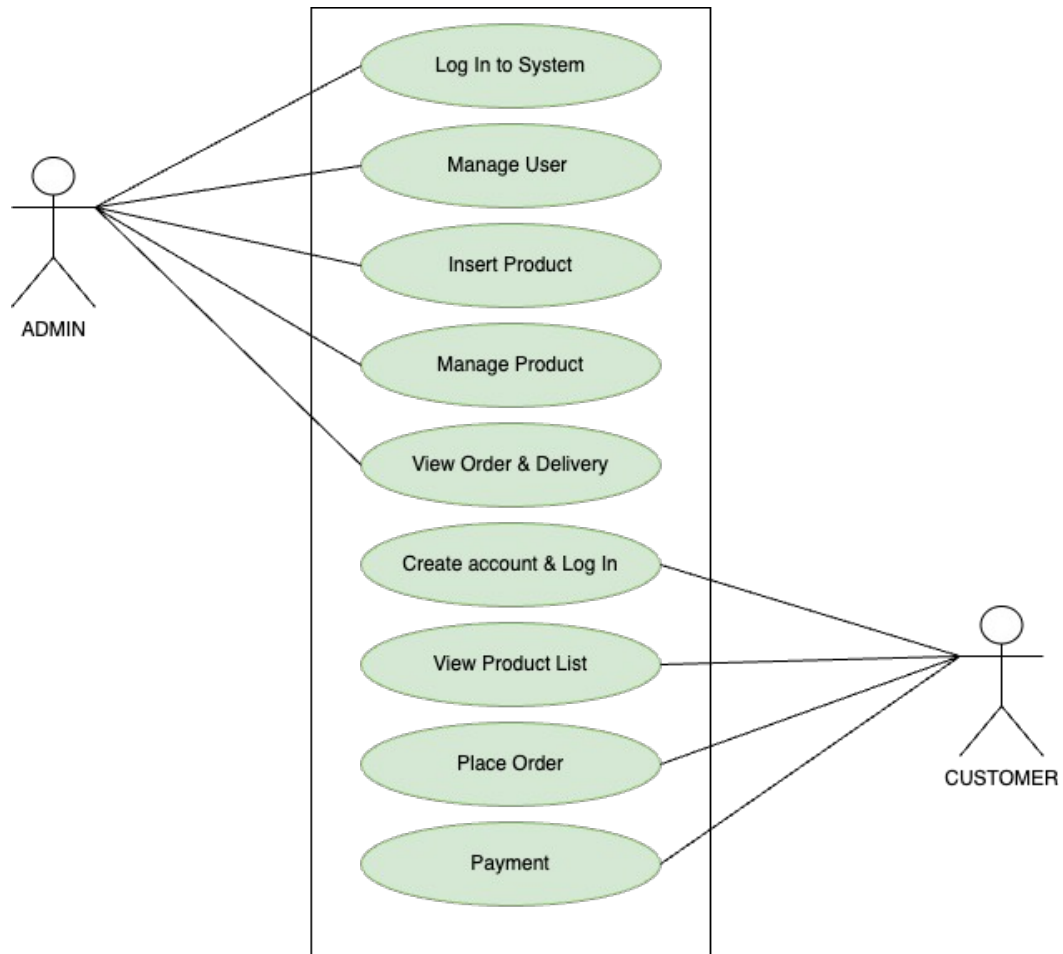 Log In to System
Manage User
Insert Product
ADMIN
Manage Product
View Order & Delivery
Create account & Log In
View Product List
Place Order
CUSTOMER
Payment